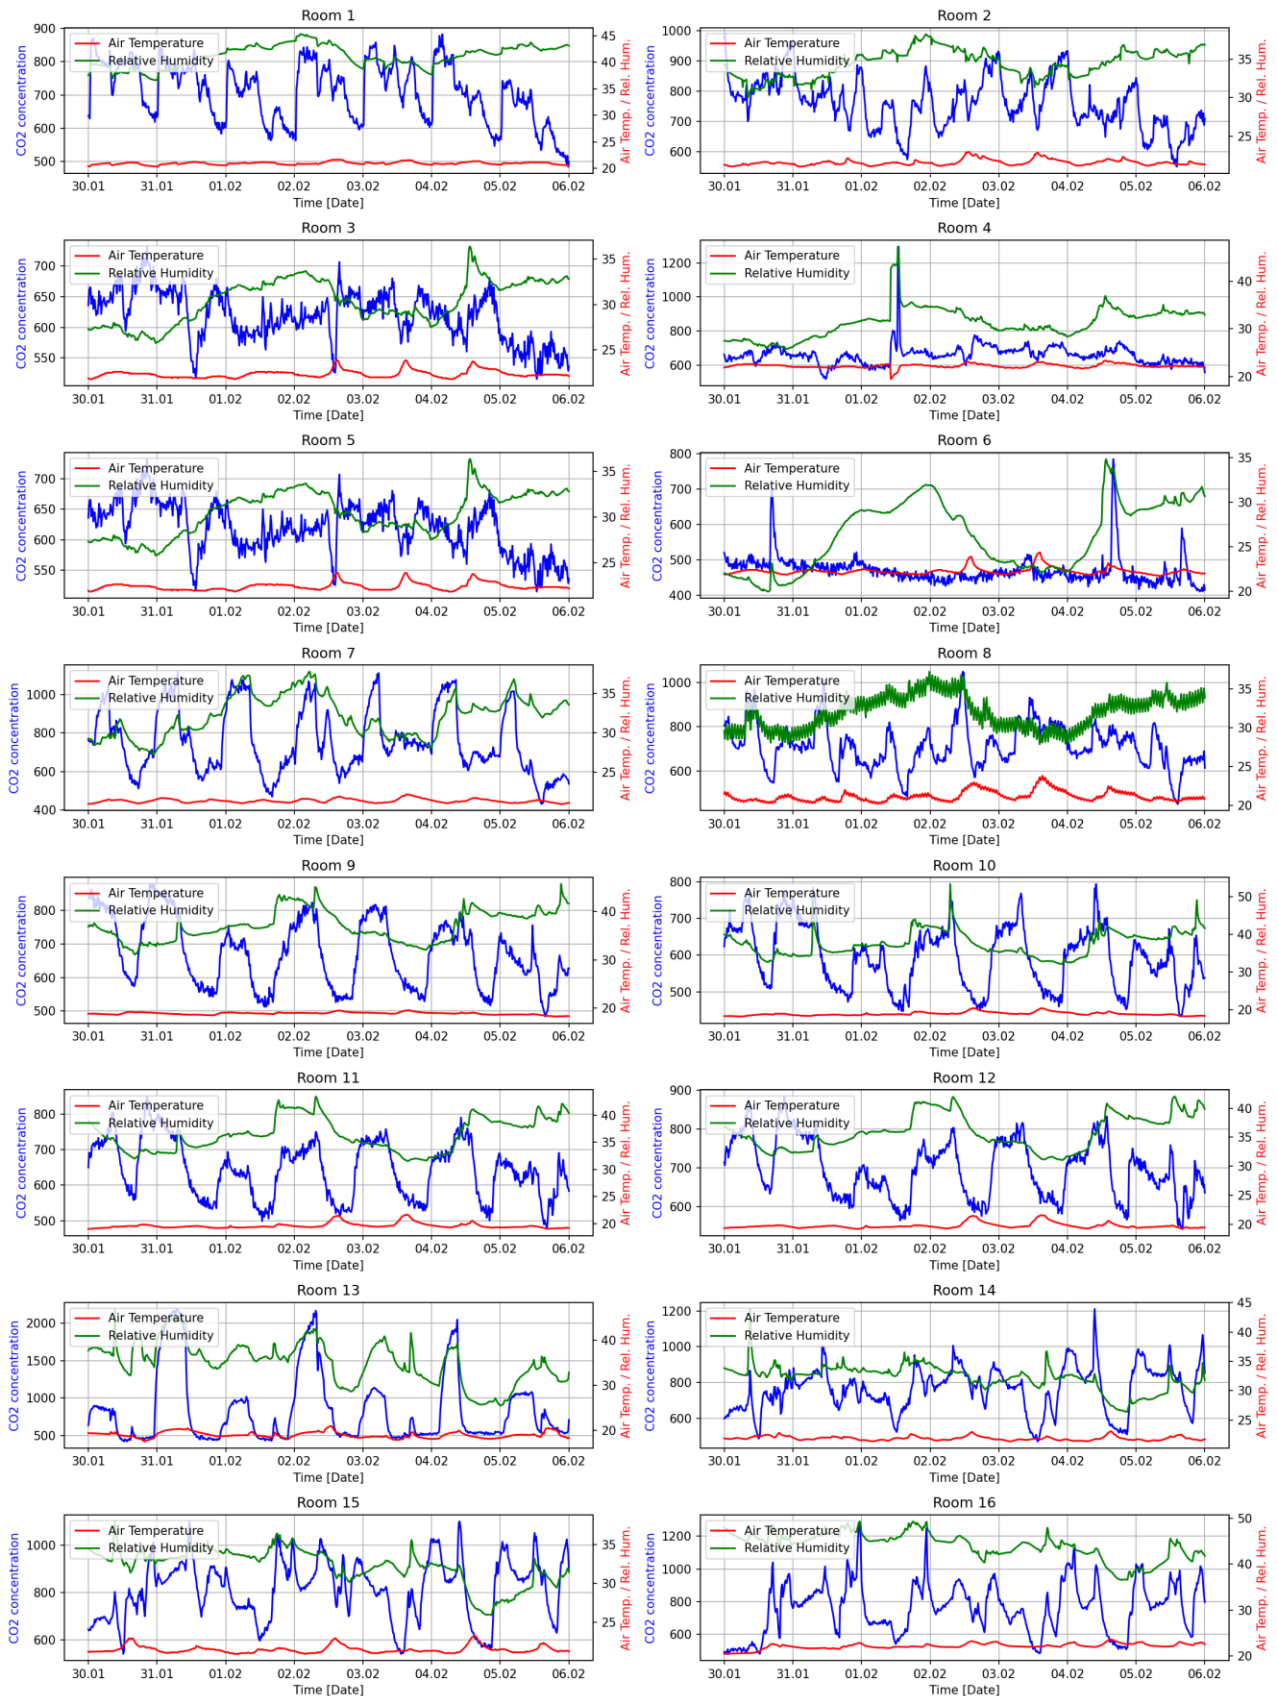 Room 1
Air Temperature
Relative Humidity
CO2 concentration
900
800
700
600
500
45
40
35
30
25
20
Air Temp. / Rel. Hum.
30.01 31.01 01.02 02.02 03.02 04.02 05.02 06.02
Time [Date]
Room 2
Air Temperature
Relative Humidity
CO2 concentration
1000
900
800
700
600
35
30
25
Air Temp. / Rel. Hum.
30.01 31.01 01.02 02.02 03.02 04.02 05.02 06.02
Time [Date]
Room 3
Air Temperature
Relative Humidity
CO2 concentration
700
650
600
550
35
30
25
Air Temp. / Rel. Hum.
30.01 31.01 01.02 02.02 03.02 04.02 05.02 06.02
Time [Date]
Room 4
Air Temperature
Relative Humidity
CO2 concentration
1200
1000
800
600
40
30
20
Air Temp. / Rel. Hum.
30.01 31.01 01.02 02.02 03.02 04.02 05.02 06.02
Time [Date]
Room 5
Air Temperature
Relative Humidity
CO2 concentration
700
650
600
550
35
30
25
Air Temp. / Rel. Hum.
30.01 31.01 01.02 02.02 03.02 04.02 05.02 06.02
Time [Date]
Room 6
Air Temperature
Relative Humidity
CO2 concentration
800
700
600
500
400
35
30
25
20
Air Temp. / Rel. Hum.
30.01 31.01 01.02 02.02 03.02 04.02 05.02 06.02
Time [Date]
Room 7
Air Temperature
Relative Humidity
CO2 concentration
1000
800
600
400
35
30
25
Air Temp. / Rel. Hum.
30.01 31.01 01.02 02.02 03.02 04.02 05.02 06.02
Time [Date]
Room 8
Air Temperature
Relative Humidity
CO2 concentration
1000
800
600
35
30
25
20
Air Temp. / Rel. Hum.
30.01 31.01 01.02 02.02 03.02 04.02 05.02 06.02
Time [Date]
Room 9
Air Temperature
Relative Humidity
CO2 concentration
800
700
600
500
40
30
20
Air Temp. / Rel. Hum.
30.01 31.01 01.02 02.02 03.02 04.02 05.02 06.02
Time [Date]
Room 10
Air Temperature
Relative Humidity
CO2 concentration
800
700
600
500
50
40
30
20
Air Temp. / Rel. Hum.
30.01 31.01 01.02 02.02 03.02 04.02 05.02 06.02
Time [Date]
Room 11
Air Temperature
Relative Humidity
CO2 concentration
800
700
600
500
40
35
30
25
20
Air Temp. / Rel. Hum.
30.01 31.01 01.02 02.02 03.02 04.02 05.02 06.02
Time [Date]
Room 12
Air Temperature
Relative Humidity
CO2 concentration
900
800
700
600
40
35
30
25
20
Air Temp. / Rel. Hum.
30.01 31.01 01.02 02.02 03.02 04.02 05.02 06.02
Time [Date]
Room 13
Air Temperature
Relative Humidity
CO2 concentration
2000
1500
1000
500
40
30
20
Air Temp. / Rel. Hum.
30.01 31.01 01.02 02.02 03.02 04.02 05.02 06.02
Time [Date]
Room 14
Air Temperature
Relative Humidity
CO2 concentration
1200
1000
800
600
45
40
35
30
25
Air Temp. / Rel. Hum.
30.01 31.01 01.02 02.02 03.02 04.02 05.02 06.02
Time [Date]
Room 15
Air Temperature
Relative Humidity
CO2 concentration
1000
800
600
35
30
25
Air Temp. / Rel. Hum.
30.01 31.01 01.02 02.02 03.02 04.02 05.02 06.02
Time [Date]
Room 16
Air Temperature
Relative Humidity
CO2 concentration
1200
1000
800
600
50
40
30
20
Air Temp. / Rel. Hum.
30.01 31.01 01.02 02.02 03.02 04.02 05.02 06.02
Time [Date]